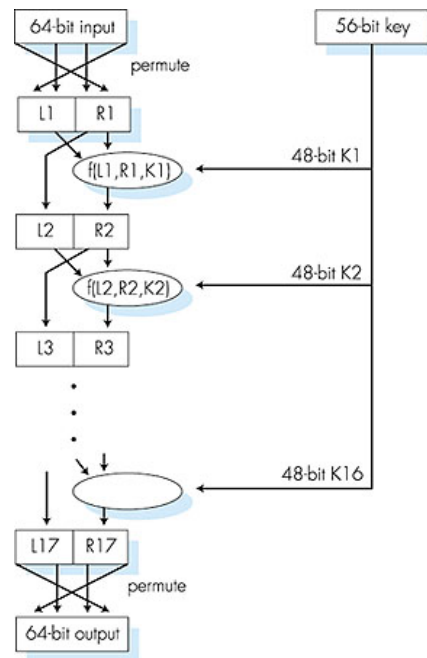 64-bit input
56-bit key
permute
L1 R1
f(L1,R1,K1)
48-bit K1
L2 R2
f(L2,R2,K2)
48-bit K2
L3 R3
48-bit K16
L17 R17
permute
64-bit output